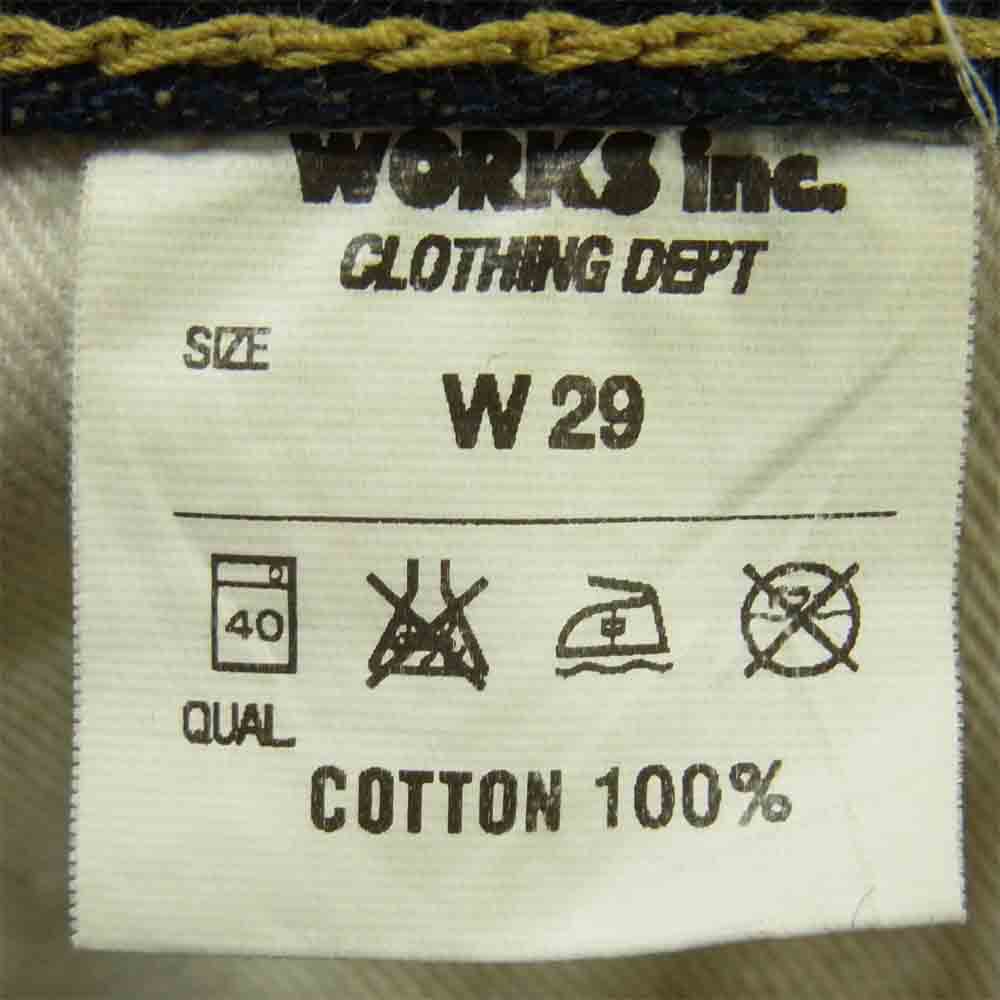 WORKS inc.
CLOTHING DEPT
SIZE
W 29
40
QUAL
COTTON 100%